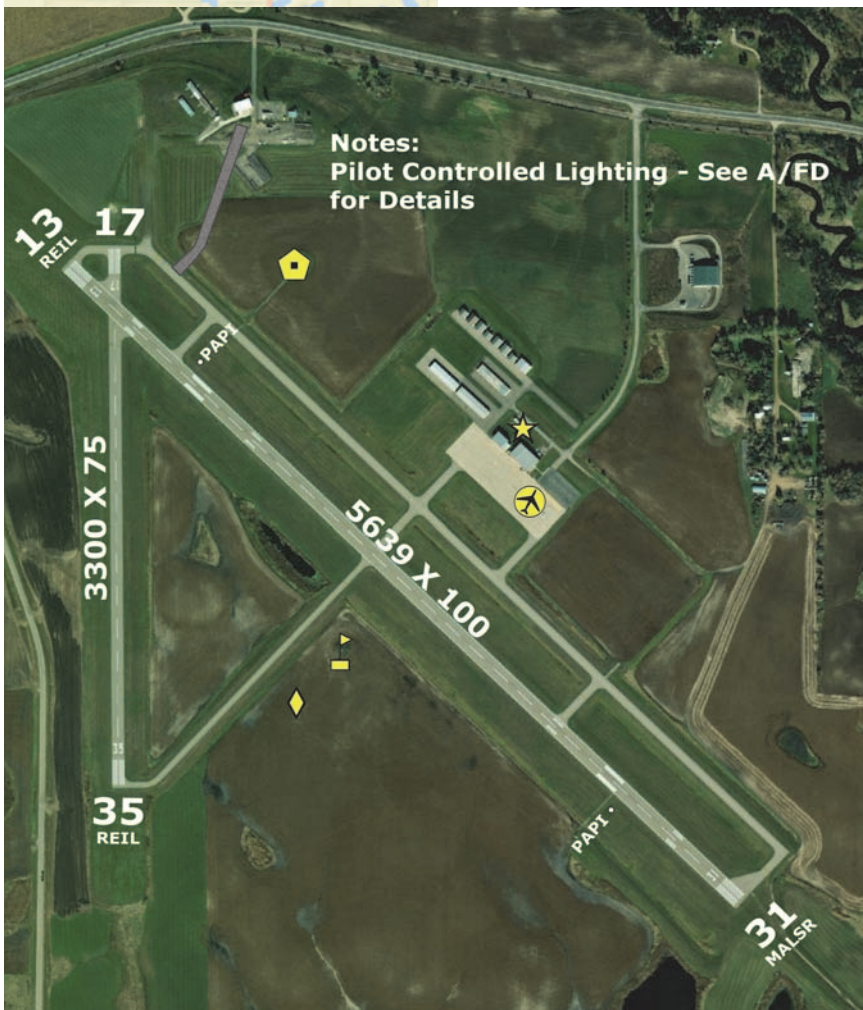 Notes:
Pilot Controlled Lighting - See A/FD
for Details
13
REIL
17
PAPI
3300 X 75
5639 X 100
35
35
REIL
PAPI
31
MALSR